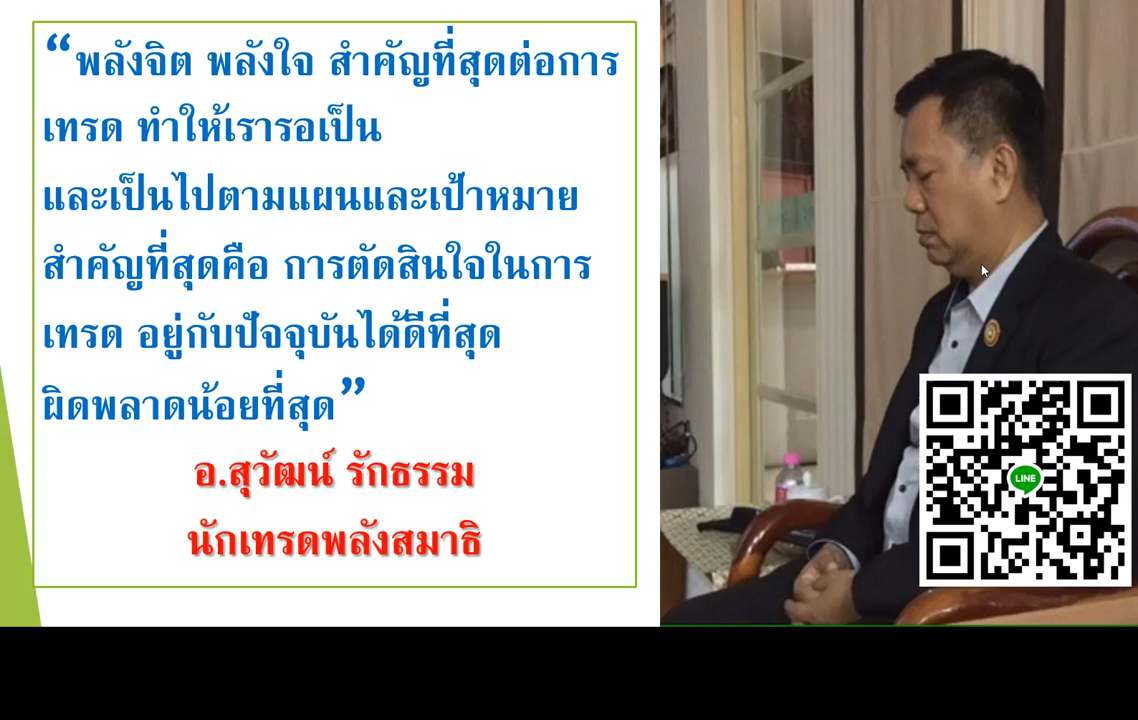 “พลังจิต พลังใจ สำคัญที่สุดต่อการ
เทรด ทำให้เรารอเป็น
และเป็นไปตามแผนและเป้าหมาย
สำคัญที่สุดคือ การตัดสินใจในการ
เทรด อยู่กับปัจจุบันได้ดีที่สุด
ผิดพลาดน้อยที่สุด”
อ.สุวัฒน์ รักธรรม
นักเทรดพลังสมาธิ
LINE